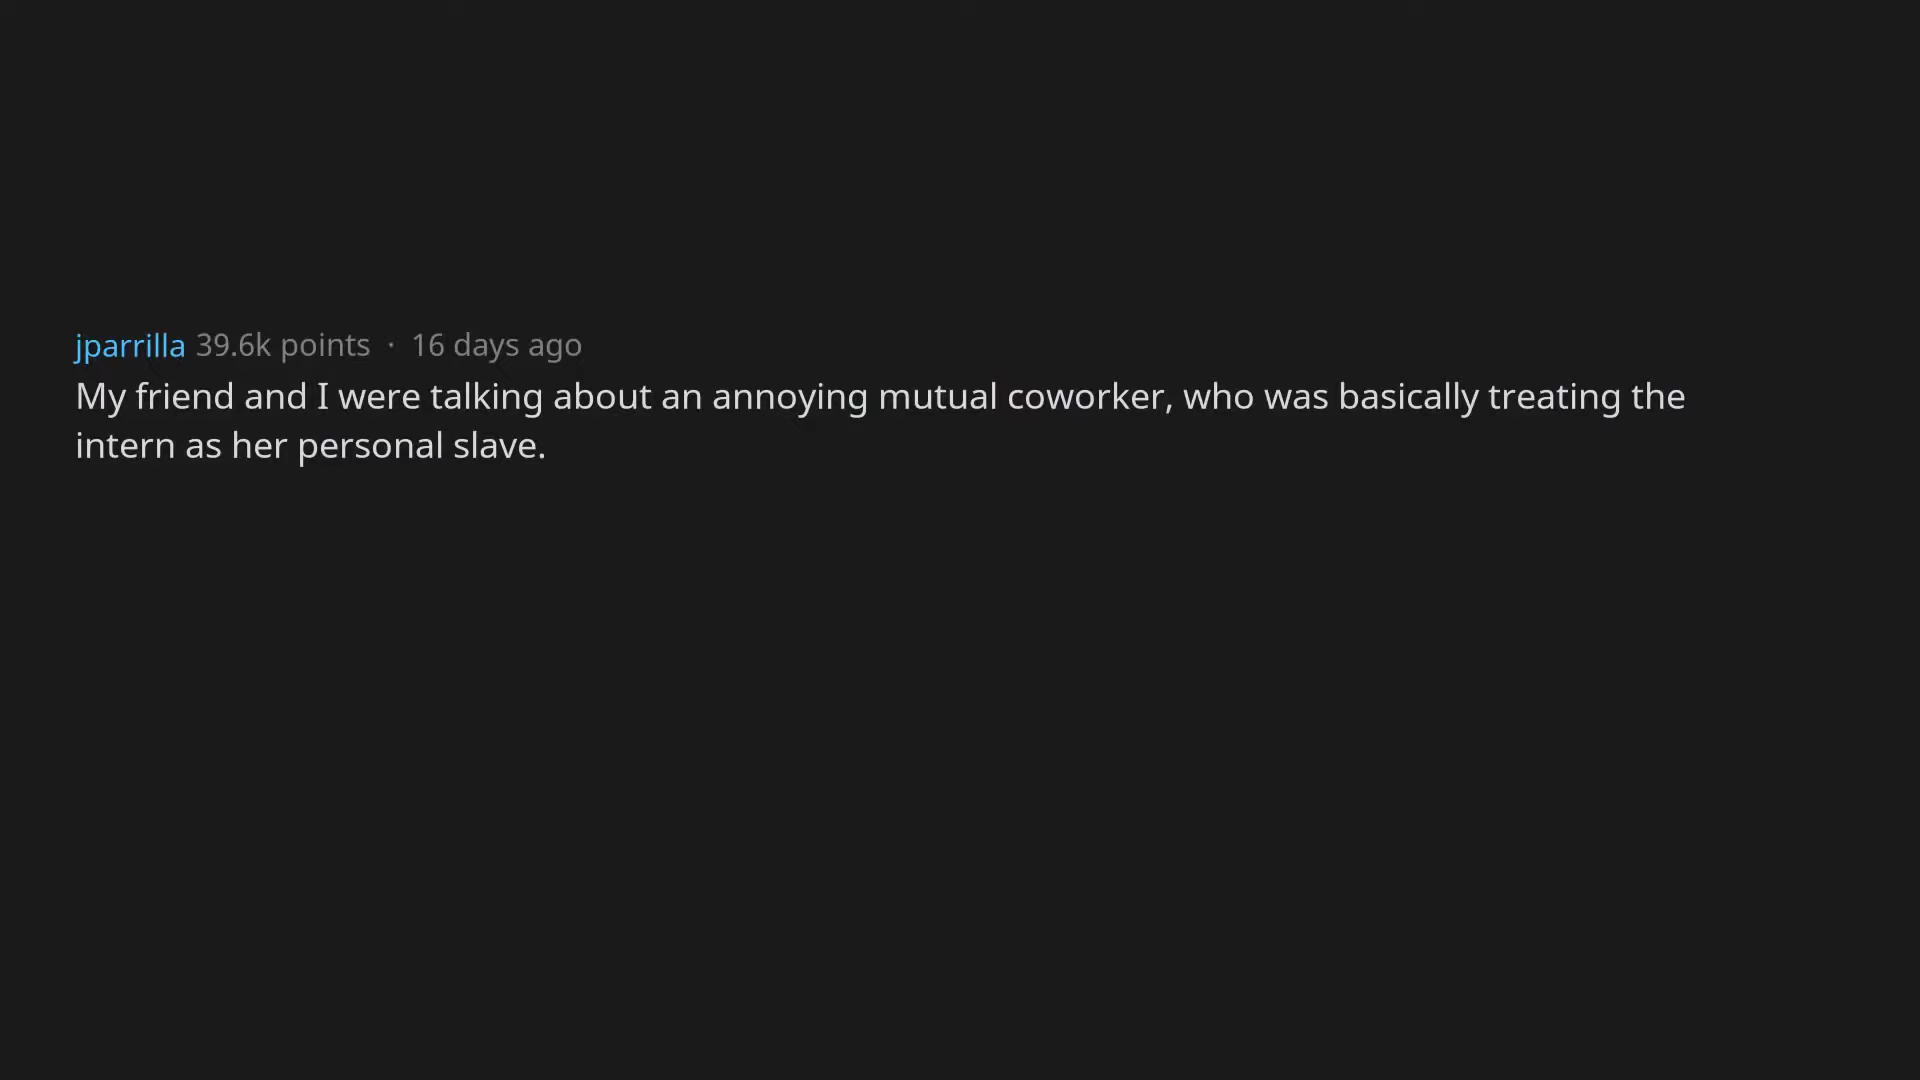 jparrilla 39.6k points · 16 days ago
My friend and I were talking about an annoying mutual coworker, who was basically treating the
intern as her personal slave.